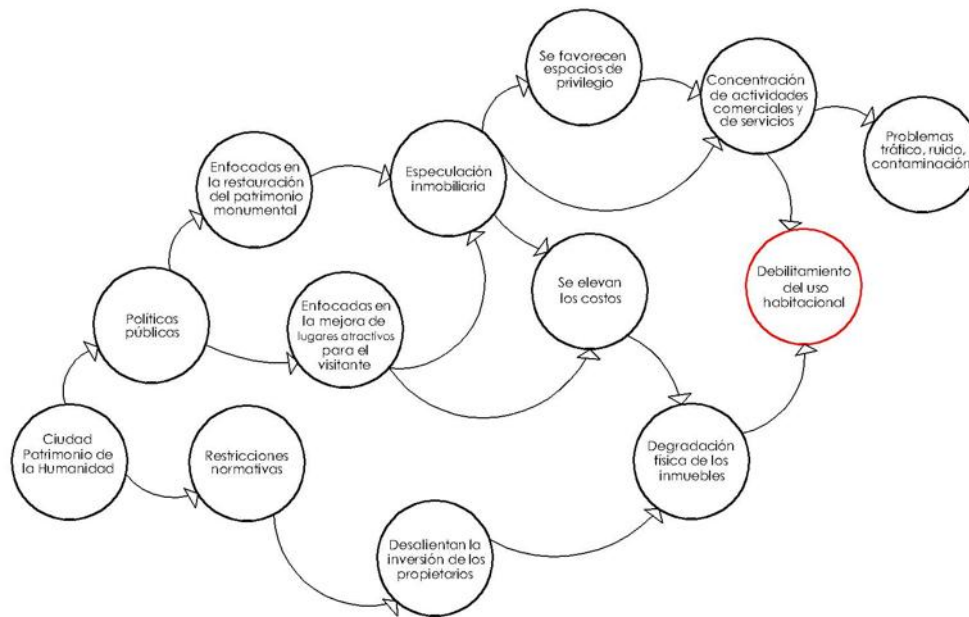 Se favorecen
espacios de
privilegio
Concentración
de actividades
comerciales y
de servicios
Problemas
tráfico, ruido,
contaminación
Enfocadas en
la restauración
del patrimonio
monumental
Especulación
inmobiliaria
Debilitamiento
del uso
habitacional
Se elevan
los costos
Políticas
públicas
Enfocadas en
la mejora de
lugares atractivos
para el
visitante
Ciudad
Patrimonio de
la Humanidad
Restricciones
normativas
Degradación
física de los
inmuebles
Desalientan la
inversión de los
propietarios